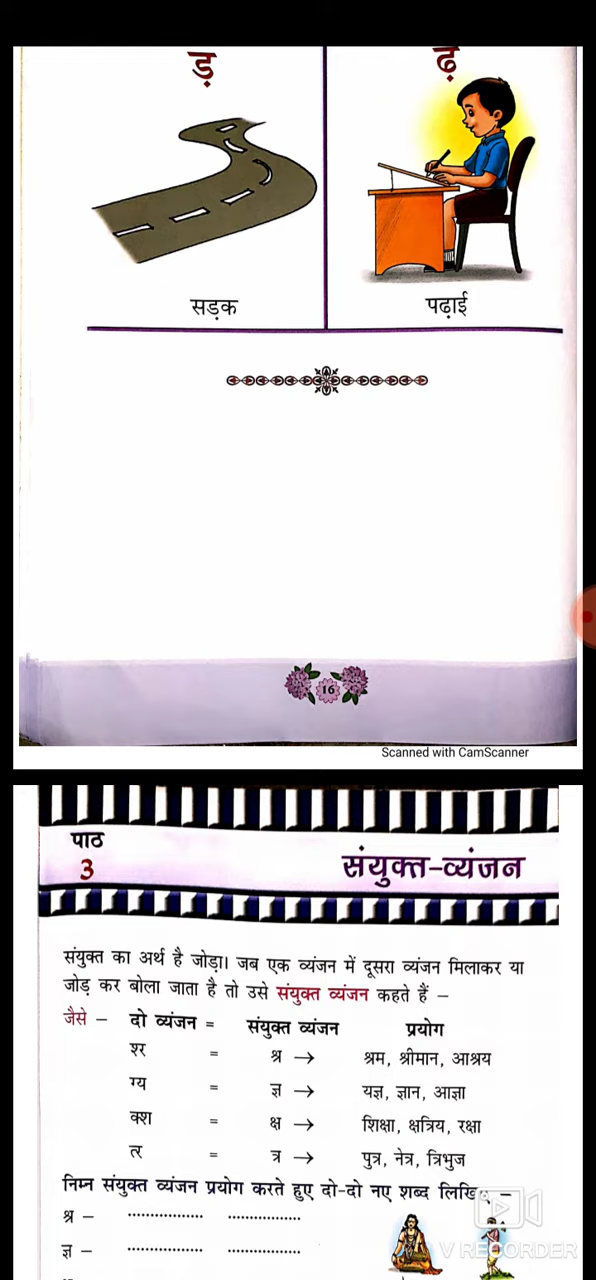 ड़ ढ़
सड़क पढ़ाई
16
Scanned with CamScanner
पाठ
3
संयुक्त-व्यंजन
संयुक्त का अर्थ है जोड़ा। जब एक व्यंजन में दूसरा व्यंजन मिलाकर या
जोड़ कर बोला जाता है तो उसे संयुक्त व्यंजन कहते हैं –
जैसे – दो व्यंजन = संयुक्त व्यंजन प्रयोग
श्र = श्र → श्रम, श्रीमान, आश्रय
ग्य = ज्ञ → यज्ञ, ज्ञान, आज्ञा
क्श = क्ष → शिक्षा, क्षत्रिय, रक्षा
त्र = त्र → पुत्र, नेत्र, त्रिभुज
निम्न संयुक्त व्यंजन प्रयोग करते हुए दो-दो नए शब्द लिखिए –
श्र – .................. ..................
ज्ञ – .................. ..................
V RECORDER